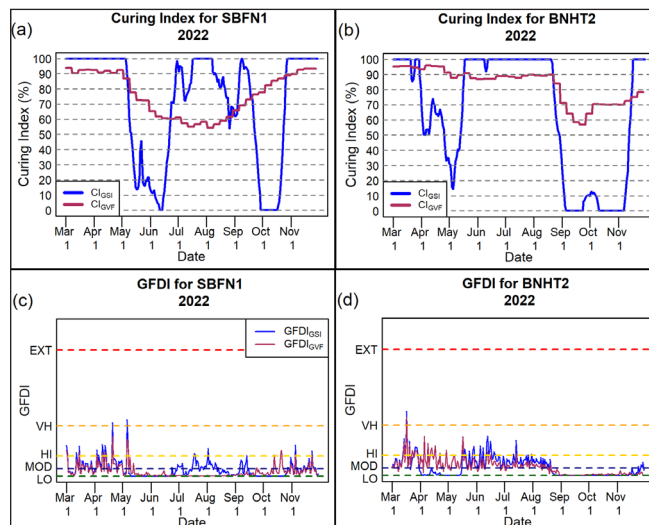 (a)
Curing Index for SBFN1
2022
Curing Index (%)
100
90
80
70
60
50
40
30
20
10
0
CIGSI
CIGVF
Mar Apr May Jun Jul Aug Sep Oct Nov
1 1 1 1 1 1 1 1 1
Date
(b)
Curing Index for BNHT2
2022
Curing Index (%)
100
90
80
70
60
50
40
30
20
10
0
CIGSI
CIGVF
Mar Apr May Jun Jul Aug Sep Oct Nov
1 1 1 1 1 1 1 1 1
Date
(c)
GFDI for SBFN1
2022
GFDI
EXT
VH
HI
MOD
LO
GFDIGSI
GFDIGVF
Mar Apr May Jun Jul Aug Sep Oct Nov
1 1 1 1 1 1 1 1 1
Date
(d)
GFDI for BNHT2
2022
GFDI
EXT
VH
HI
MOD
LO
Mar Apr May Jun Jul Aug Sep Oct Nov
1 1 1 1 1 1 1 1 1
Date